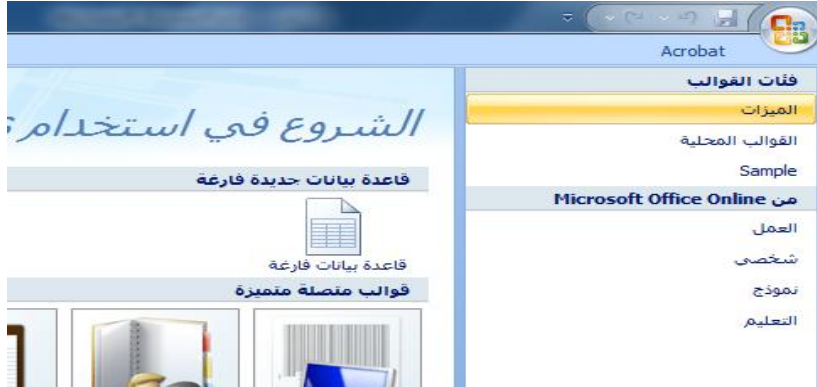 Acrobat
فئات القوالب
الميزات
القوالب المحلية
Sample
من Microsoft Office Online
العمل
شخصي
نموذج
التعليم
الشروع في استخدام
قاعدة بيانات جديدة فارغة
قاعدة بيانات فارغة
قوالب متصلة متميزة